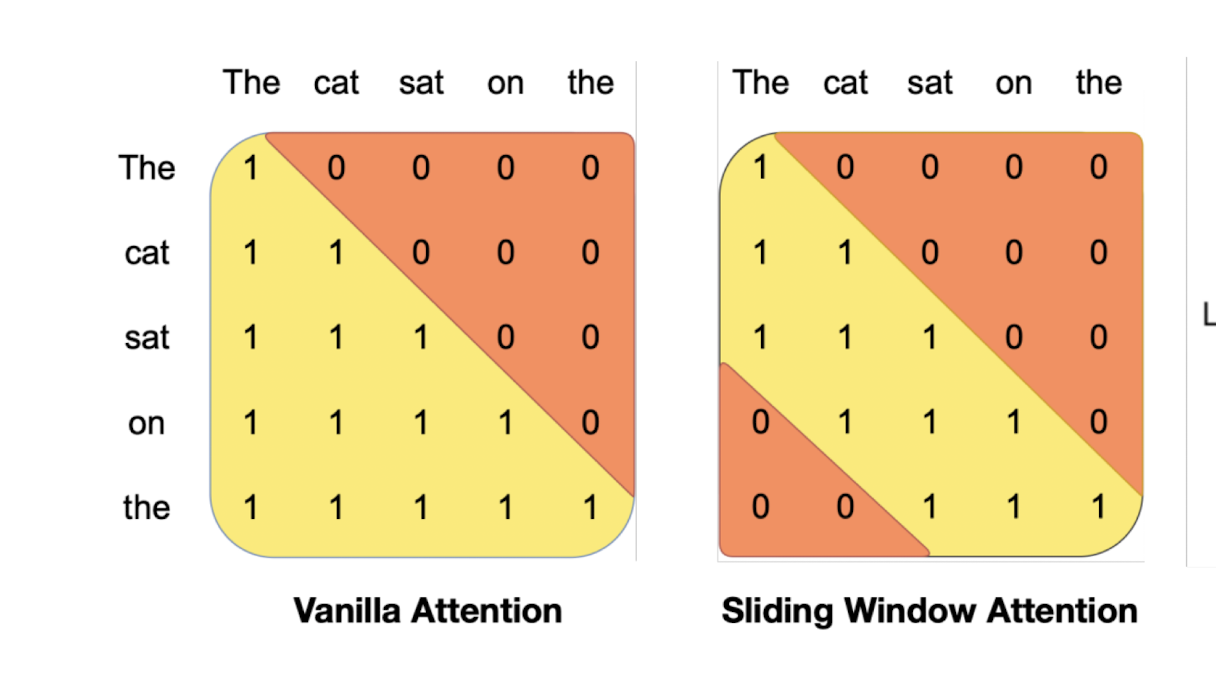 The cat sat on the
The 1 0 0 0 0
cat 1 1 0 0 0
sat 1 1 1 0 0
on 1 1 1 1 0
the 1 1 1 1 1
Vanilla Attention
The cat sat on the
1 0 0 0 0
1 1 0 0 0
1 1 1 0 0
0 1 1 1 0
0 0 1 1 1
Sliding Window Attention
L